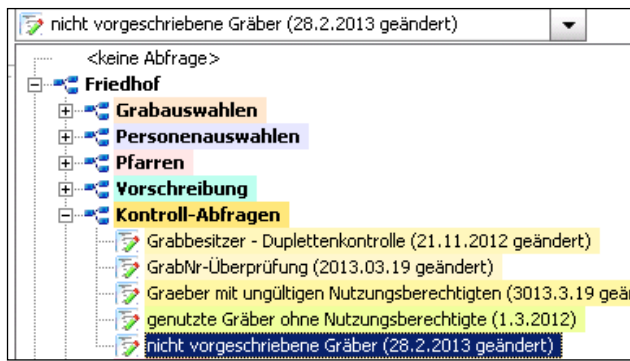 nicht vorgeschriebene Gräber (28.2.2013 geändert)
<keine Abfrage>
Friedhof
Grabauswahlen
Personenauswahlen
Pfarren
Vorschreibung
Kontroll-Abfragen
Grabbesitzer - Duplettenkontrolle (21.11.2012 geändert)
GrabNr-Überprüfung (2013.03.19 geändert)
Graeber mit ungültigen Nutzungsberechtigten (3013.3.19 geär
genutzte Gräber ohne Nutzungsberechtigte (1.3.2012)
nicht vorgeschriebene Gräber (28.2.2013 geändert)